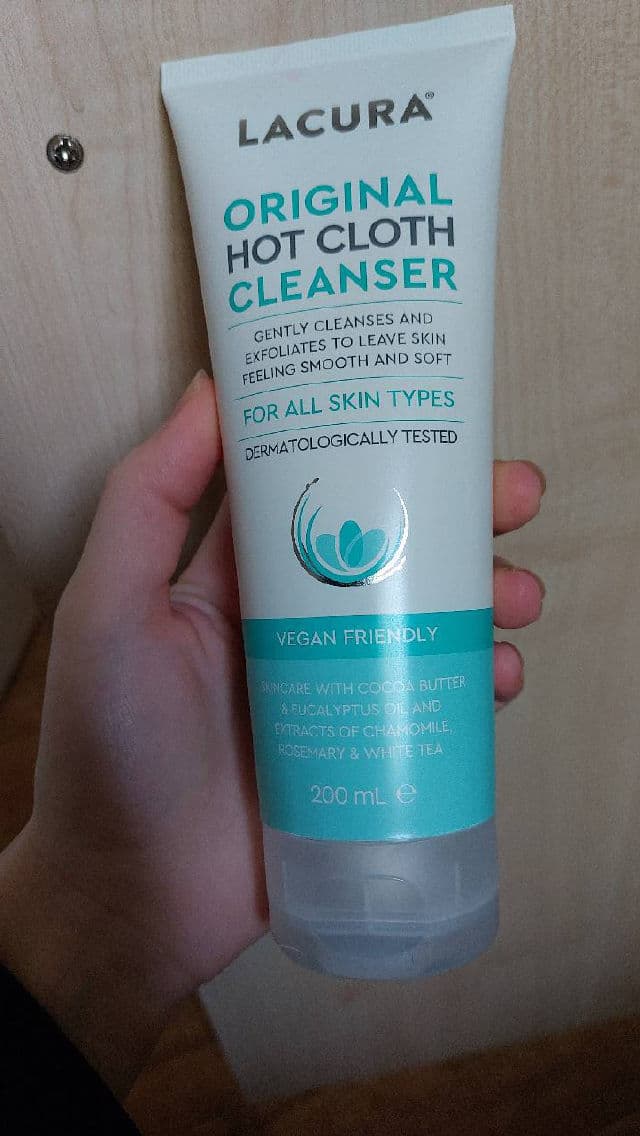 LACURA®
ORIGINAL
HOT CLOTH
CLEANSER
GENTLY CLEANSES AND
EXFOLIATES TO LEAVE SKIN
FEELING SMOOTH AND SOFT
FOR ALL SKIN TYPES
DERMATOLOGICALLY TESTED
VEGAN FRIENDLY
SKINCARE WITH COCOA BUTTER
& EUCALYPTUS OIL AND
EXTRACTS OF CHAMOMILE,
ROSEMARY & WHITE TEA
200 mL ℮